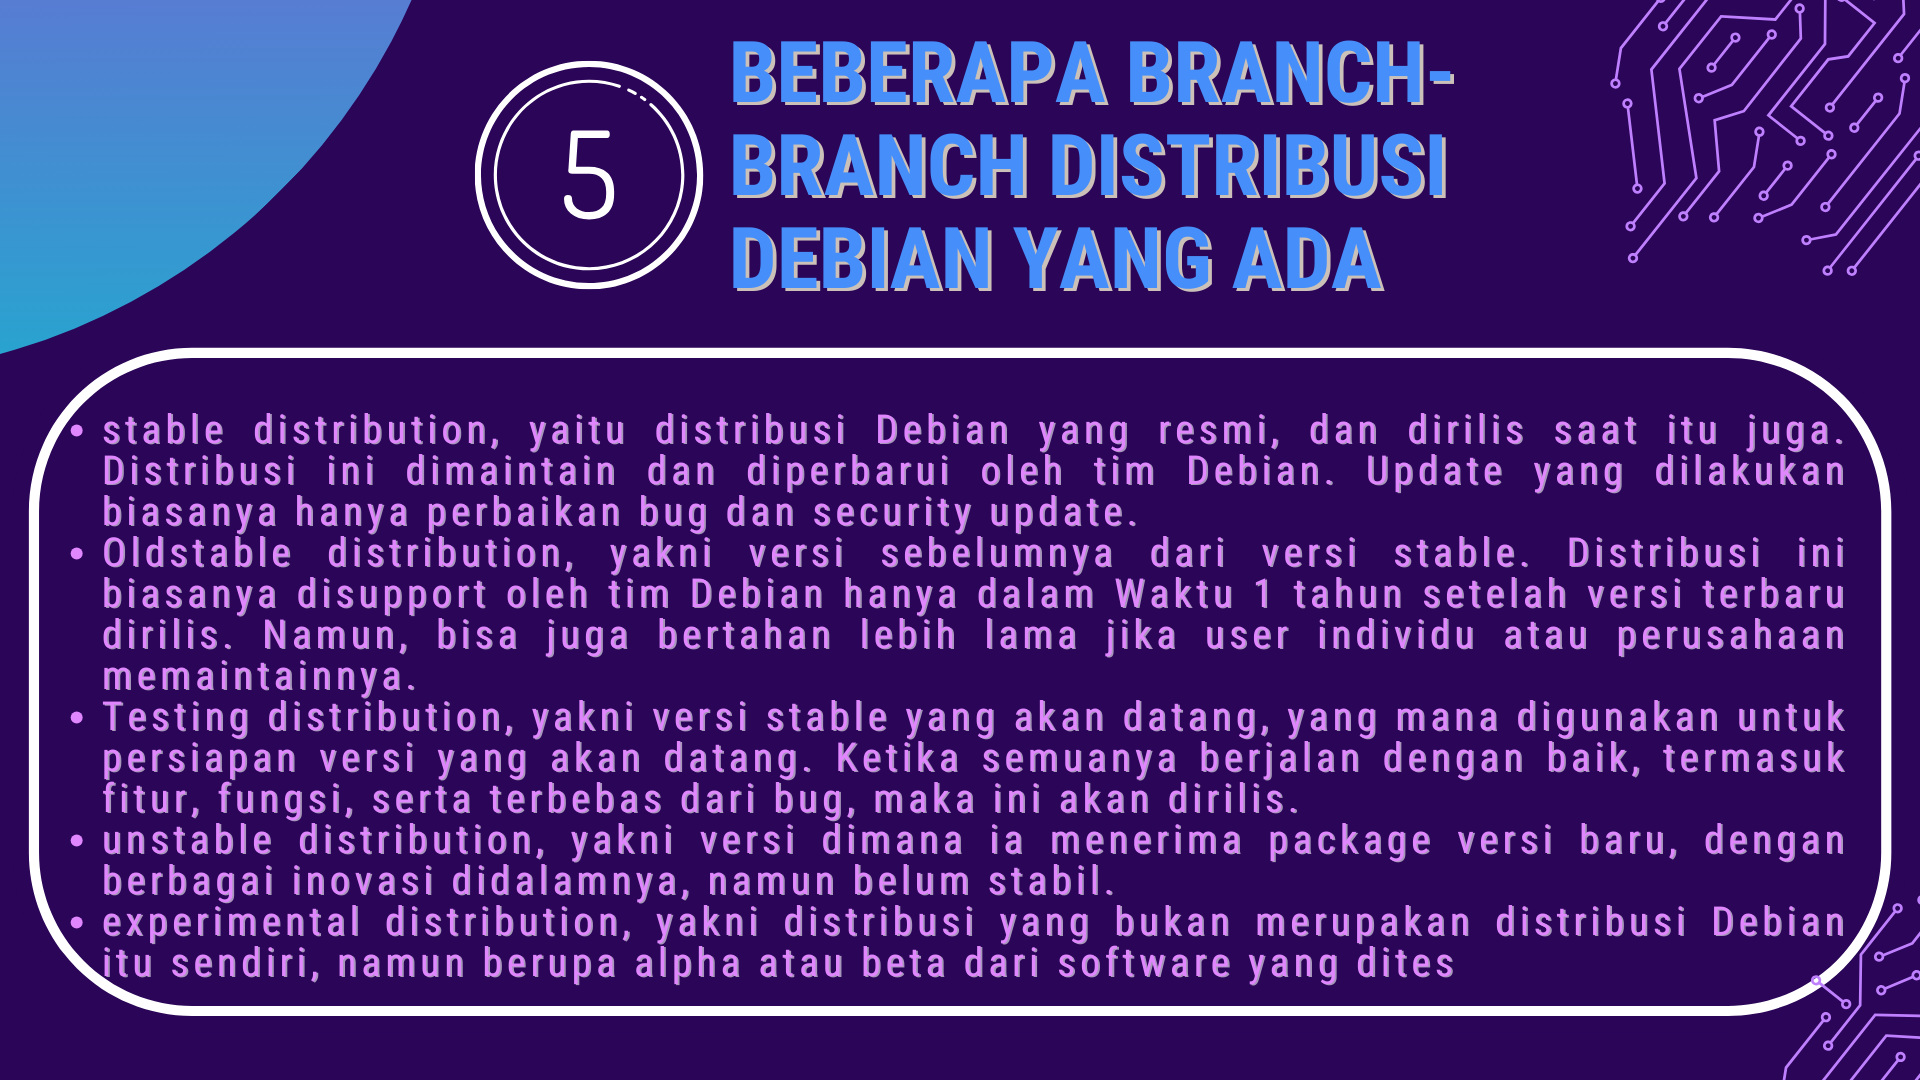 5
BEBERAPA BRANCH-
BRANCH DISTRIBUSI
DEBIAN YANG ADA
• stable distribution, yaitu distribusi Debian yang resmi, dan dirilis saat itu juga.
Distribusi ini dimaintain dan diperbarui oleh tim Debian. Update yang dilakukan
biasanya hanya perbaikan bug dan security update.
• Oldstable distribution, yakni versi sebelumnya dari versi stable. Distribusi ini
biasanya disupport oleh tim Debian hanya dalam Waktu 1 tahun setelah versi terbaru
dirilis. Namun, bisa juga bertahan lebih lama jika user individu atau perusahaan
memaintainnya.
• Testing distribution, yakni versi stable yang akan datang, yang mana digunakan untuk
persiapan versi yang akan datang. Ketika semuanya berjalan dengan baik, termasuk
fitur, fungsi, serta terbebas dari bug, maka ini akan dirilis.
• unstable distribution, yakni versi dimana ia menerima package versi baru, dengan
berbagai inovasi didalamnya, namun belum stabil.
• experimental distribution, yakni distribusi yang bukan merupakan distribusi Debian
itu sendiri, namun berupa alpha atau beta dari software yang dites